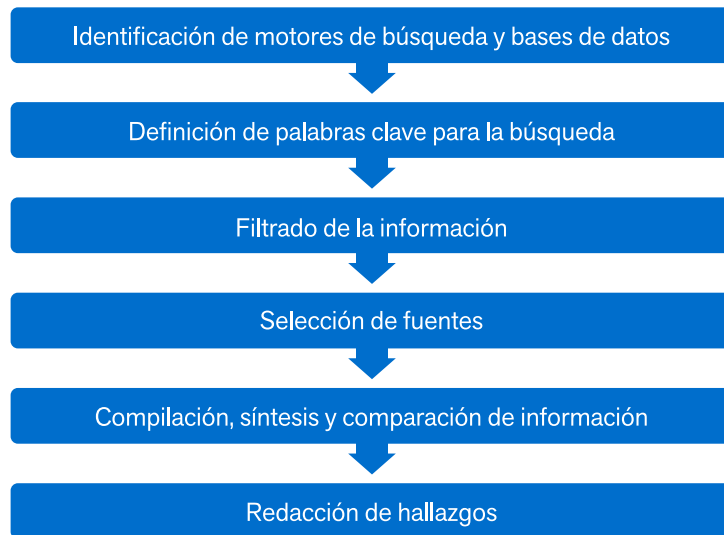 Identificación de motores de búsqueda y bases de datos
Definición de palabras clave para la búsqueda
Filtrado de la información
Selección de fuentes
Compilación, síntesis y comparación de información
Redacción de hallazgos